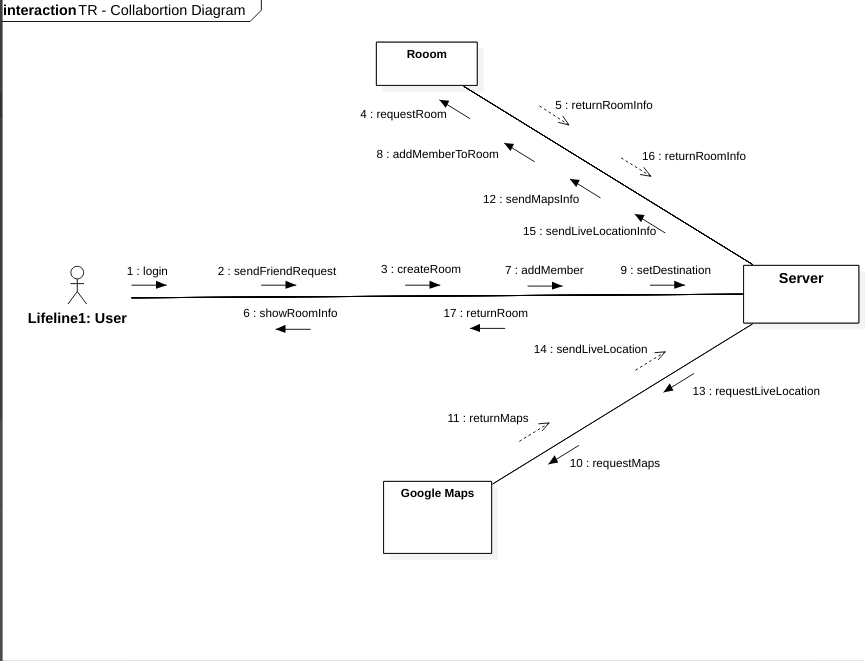 interaction TR - Collabortion Diagram
Rooom
4 : requestRoom
5 : returnRoomInfo
8 : addMemberToRoom
16 : returnRoomInfo
12 : sendMapsInfo
15 : sendLiveLocationInfo
1 : login
2 : sendFriendRequest
3 : createRoom
7 : addMember
9 : setDestination
Server
Lifeline1: User
6 : showRoomInfo
17 : returnRoom
14 : sendLiveLocation
13 : requestLiveLocation
11 : returnMaps
10 : requestMaps
Google Maps